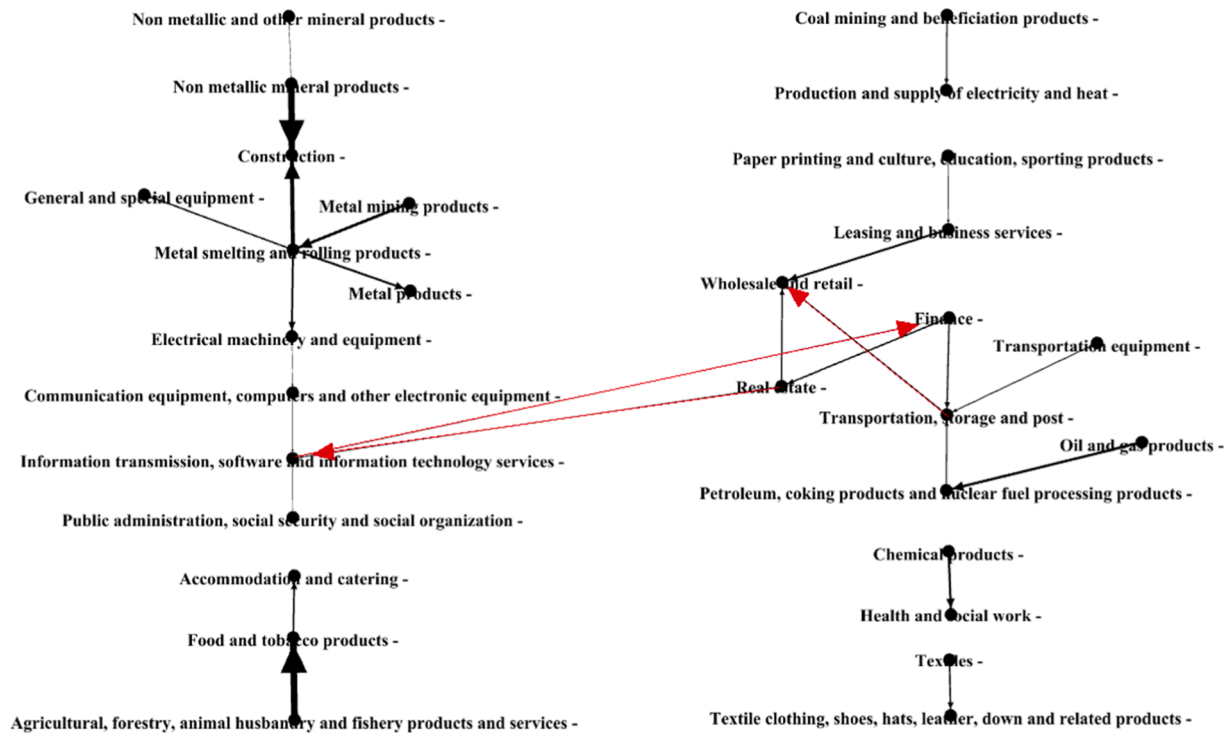 Non metallic and other mineral products -
Non metallic mineral products -
Construction -
General and special equipment -
Metal mining products -
Metal smelting and rolling products -
Metal products -
Electrical machinery and equipment -
Communication equipment, computers and other electronic equipment -
Information transmission, software and information technology services -
Public administration, social security and social organization -
Accommodation and catering -
Food and tobacco products -
Agricultural, forestry, animal husbandry and fishery products and services -
Coal mining and beneficiation products -
Production and supply of electricity and heat -
Paper printing and culture, education, sporting products -
Leasing and business services -
Wholesale and retail -
Finance -
Transportation equipment -
Real estate -
Transportation, storage and post -
Oil and gas products -
Petroleum, coking products and nuclear fuel processing products -
Chemical products -
Health and social work -
Textiles -
Textile clothing, shoes, hats, leather, down and related products -